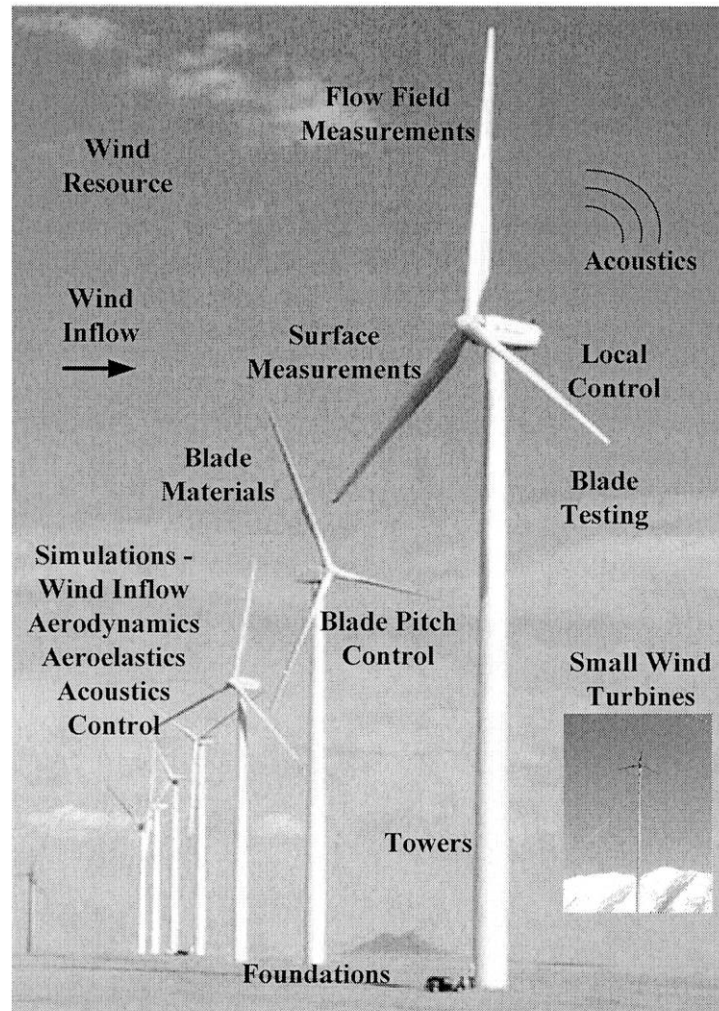 Flow Field
Measurements
Wind
Resource
Acoustics
Wind
Inflow
Surface
Measurements
Local
Control
Blade
Materials
Blade
Testing
Simulations -
Wind Inflow
Aerodynamics
Aeroelastics
Acoustics
Control
Blade Pitch
Control
Small Wind
Turbines
Towers
Foundations